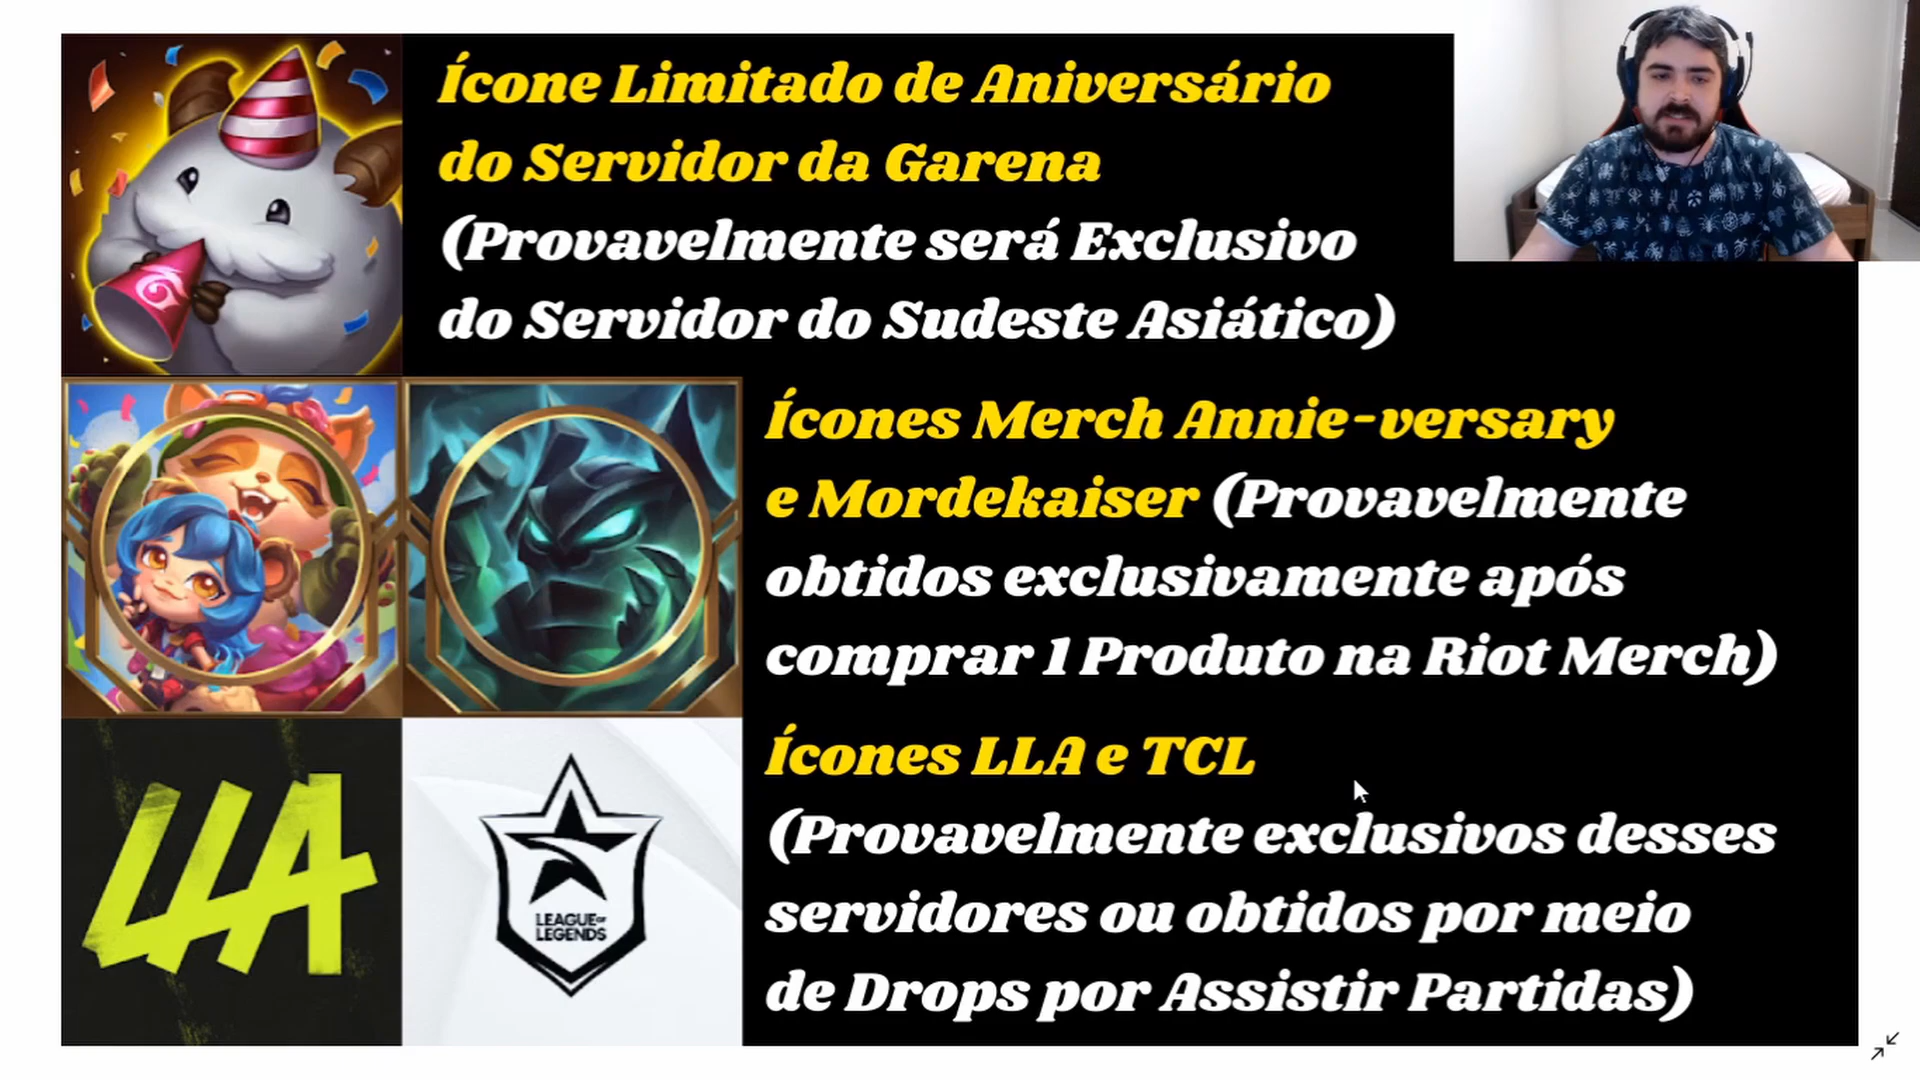 Ícone Limitado de Aniversário
do Servidor da Garena
(Provavelmente será Exclusivo
do Servidor do Sudeste Asiático)
Ícones Merch Annie-versary
e Mordekaiser (Provavelmente
obtidos exclusivamente após
comprar 1 Produto na Riot Merch)
LLA
LEAGUE OF
LEGENDS
Ícones LLA e TCL
(Provavelmente exclusivos desses
servidores ou obtidos por meio
de Drops por Assistir Partidas)